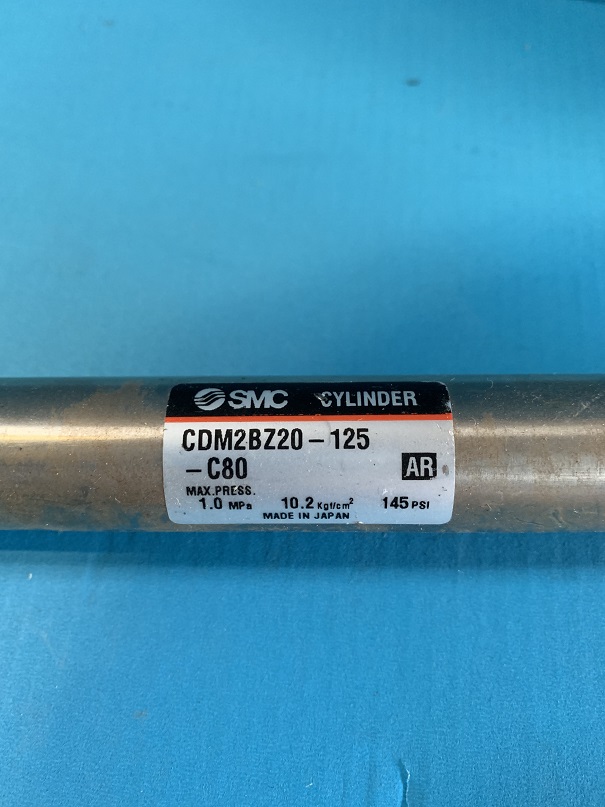 SMC CYLINDER
CDM2BZ20-125
-C80 AR
MAX.PRESS.
1.0 MPa 10.2 Kgf/cm² 145 PSI
MADE IN JAPAN